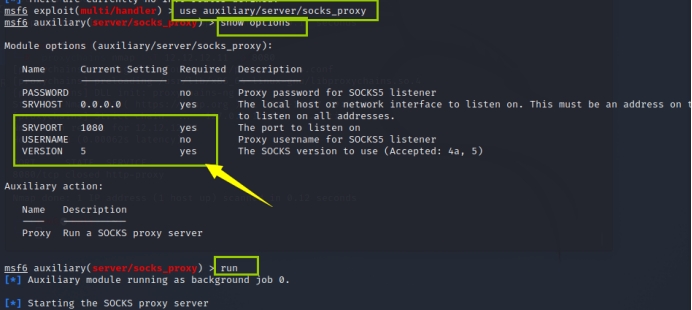 [-] There are currently no
msf6 exploit(multi/handler) > use auxiliary/server/socks_proxy
msf6 auxiliary(server/socks_proxy) > show options
Module options (auxiliary/server/socks_proxy):
Name Current Setting Required Description
PASSWORD no Proxy password for SOCKS5 listener
SRVHOST 0.0.0.0 yes The local host or network interface to listen on. This must be an address on t
to listen on all addresses.
SRVPORT 1080 yes The port to listen on
USERNAME no Proxy username for SOCKS5 listener
VERSION 5 yes The SOCKS version to use (Accepted: 4a, 5)
Auxiliary action:
Name Description
Proxy Run a SOCKS proxy server
msf6 auxiliary(server/socks_proxy) > run
[*] Auxiliary module running as background job 0.
[*] Starting the SOCKS proxy server